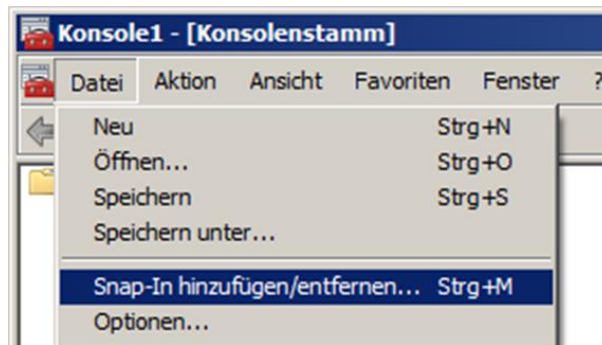 Konsole1 - [Konsolenstamm]
Datei Aktion Ansicht Favoriten Fenster ?
Neu Strg+N
Öffnen... Strg+O
Speichern Strg+S
Speichern unter...
Snap-In hinzufügen/entfernen... Strg+M
Optionen...